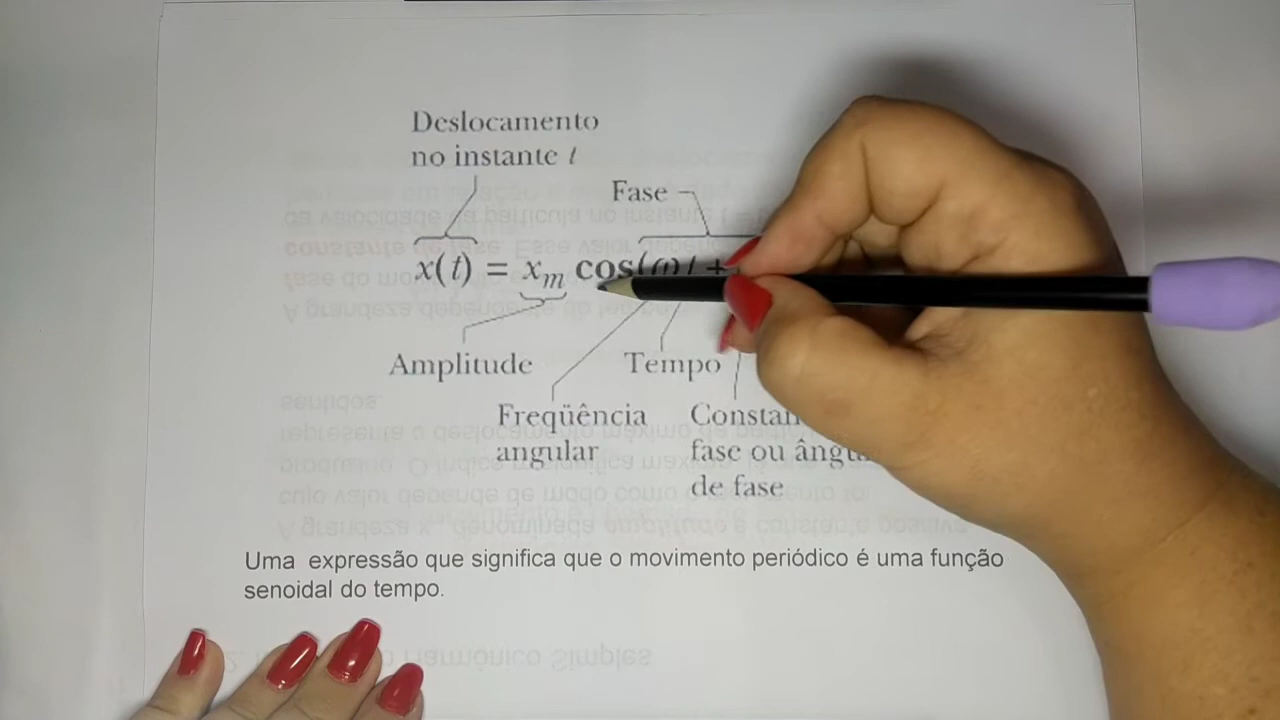 Deslocamento
no instante t
Fase
x(t) = x_m cos(ωt +
Amplitude
Tempo
Freqüência
angular
fase ou
de fase
Uma expressão que significa que o movimento periódico é uma função
senoidal do tempo.